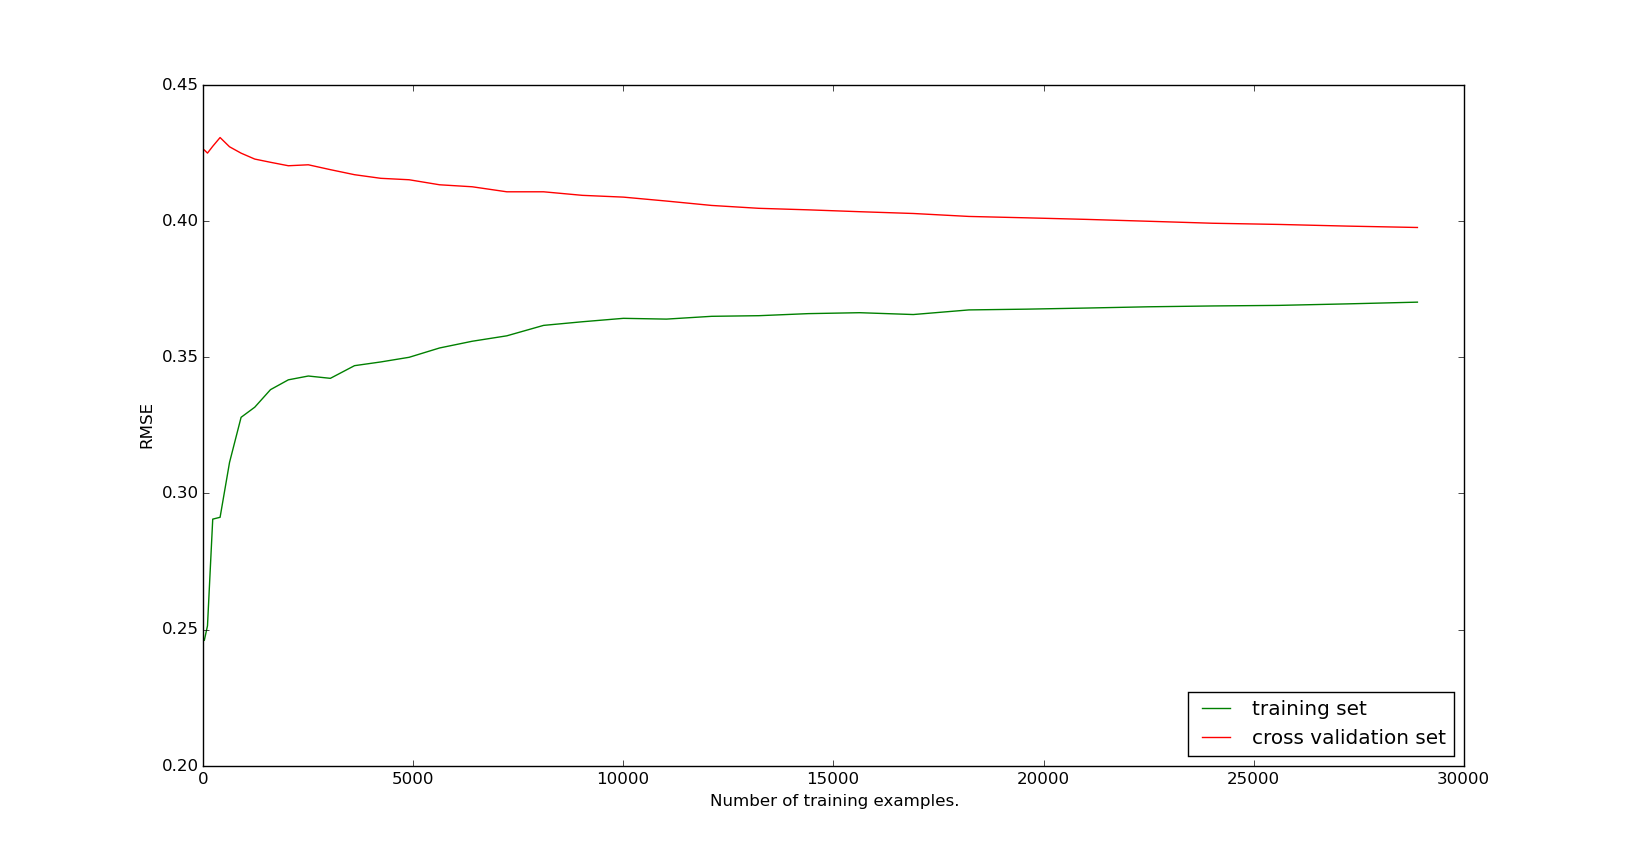 0.45
0.40
0.35
0.30
0.25
0.20
RMSE
0 5000 10000 15000 20000 25000 30000
Number of training examples.
training set
cross validation set